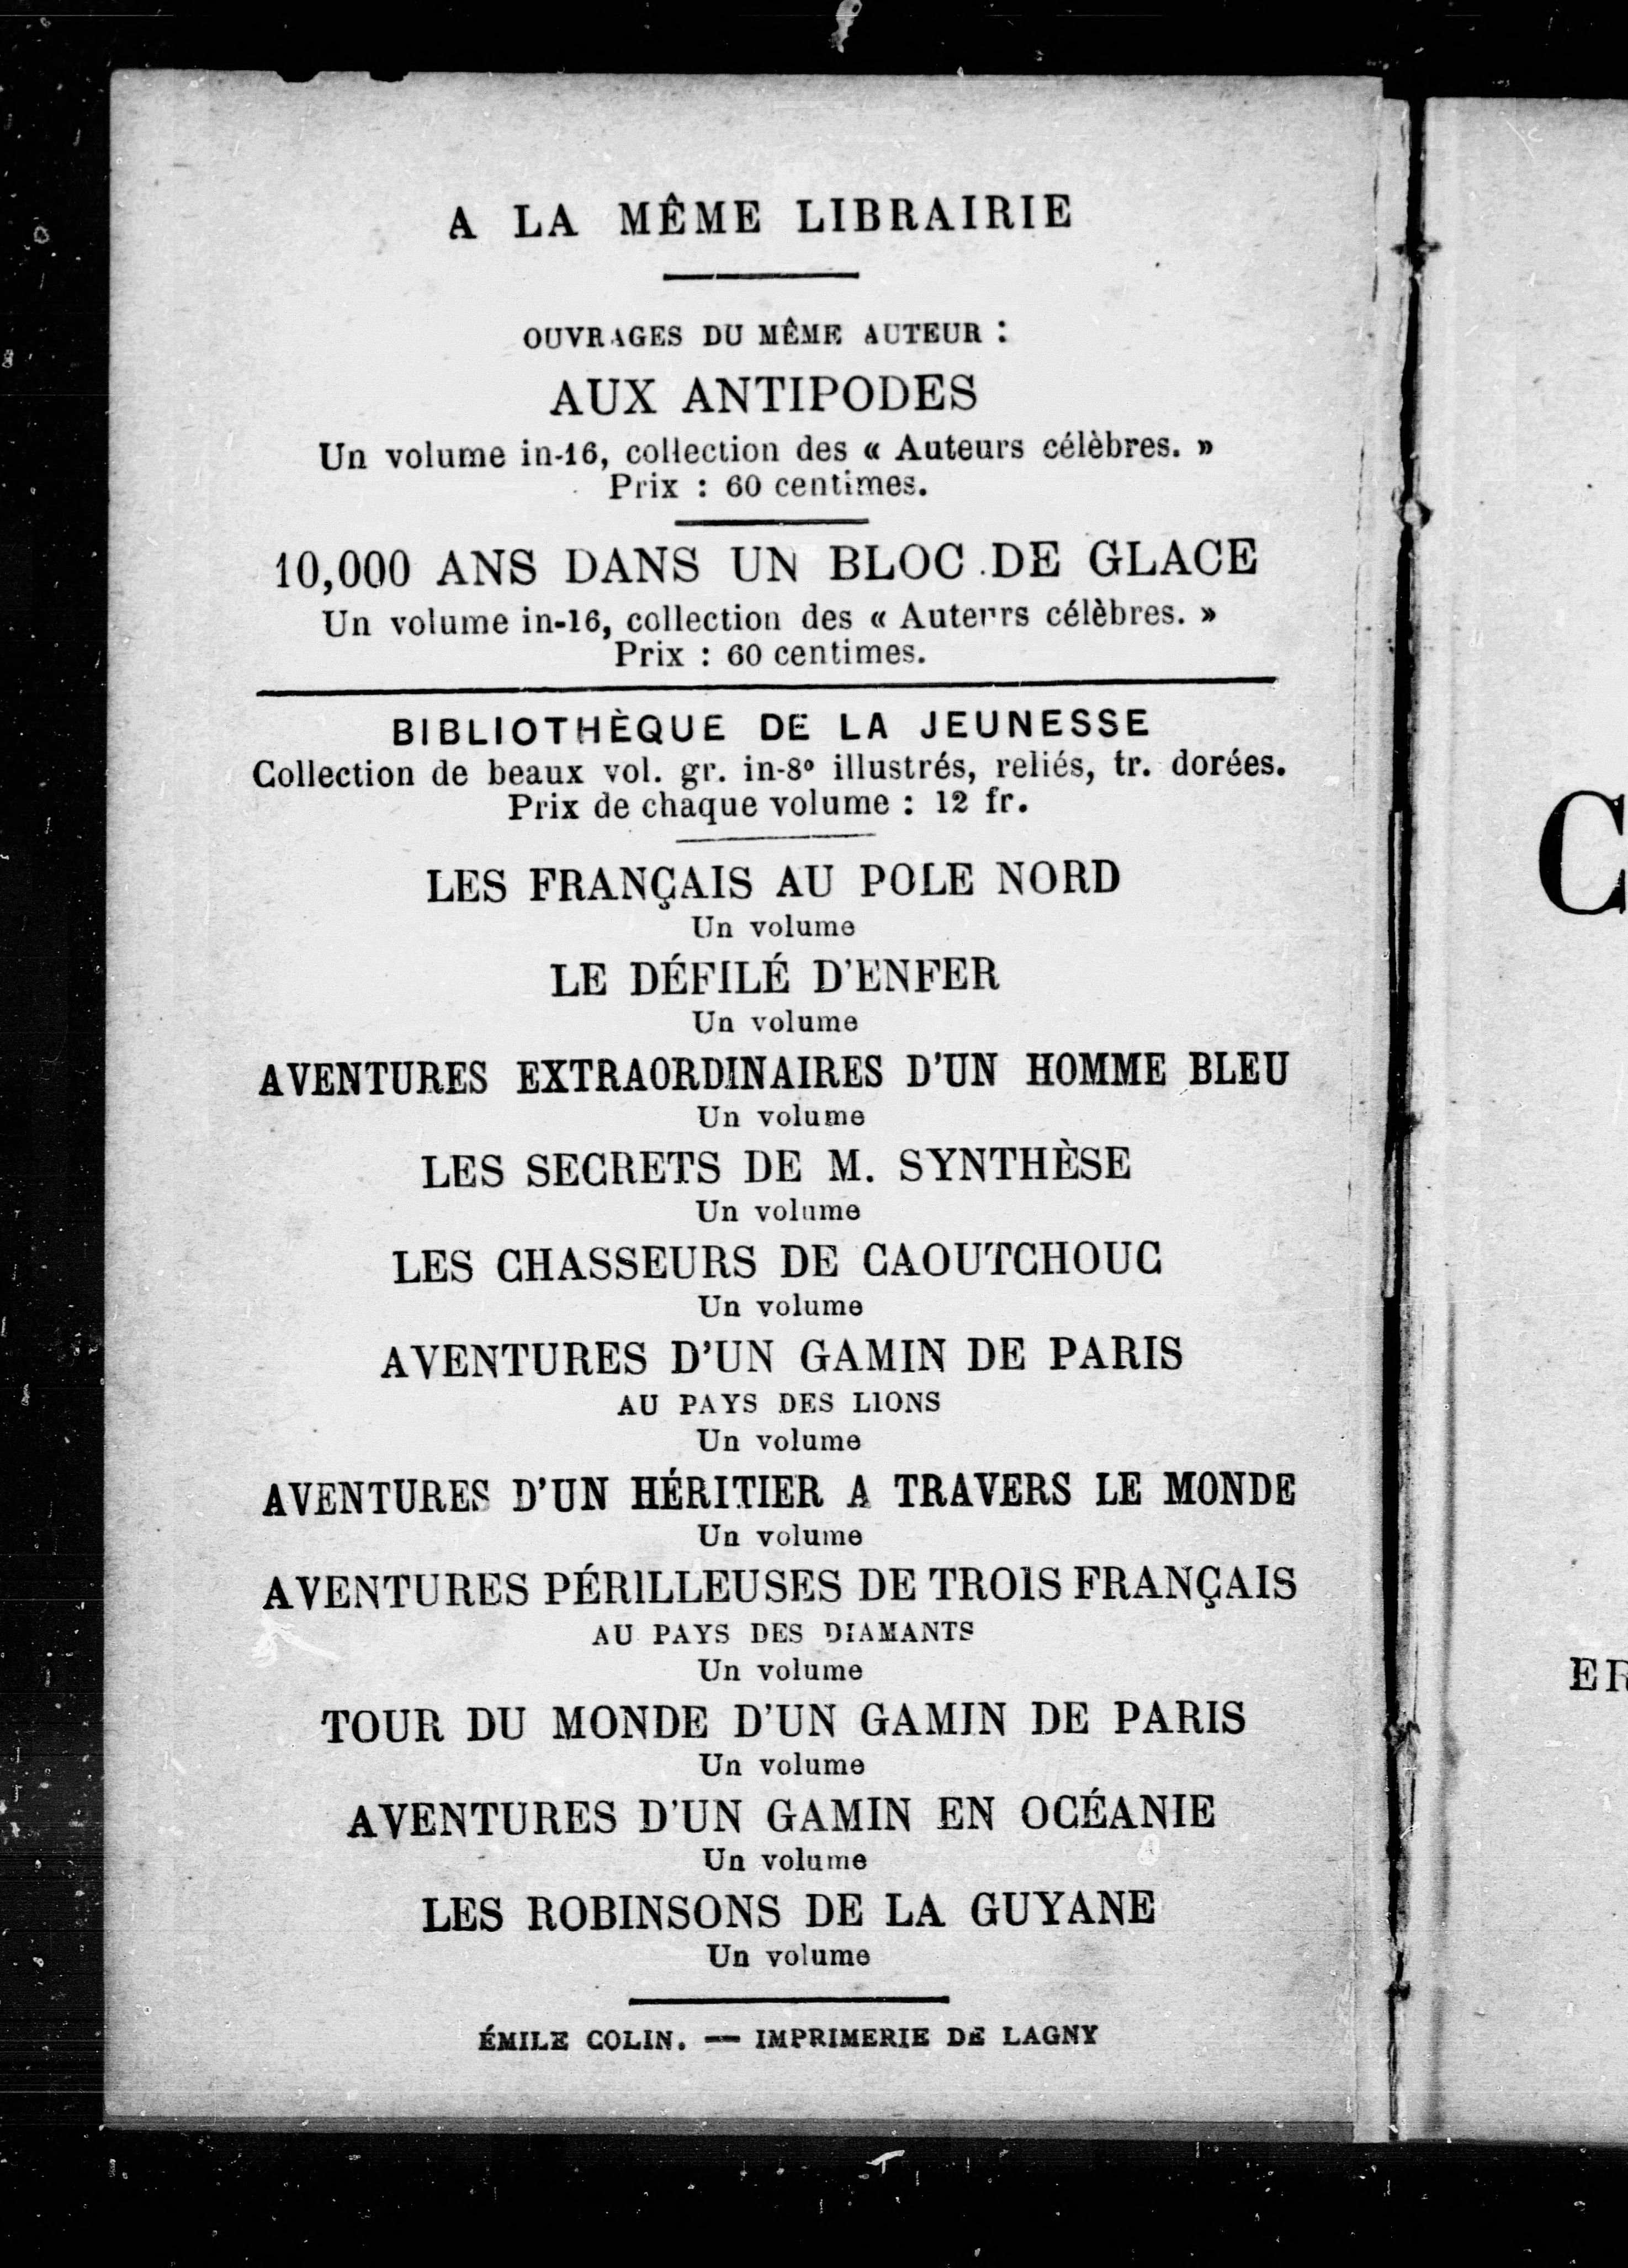 A LA MÊME LIBRAIRIE
OUVRAGES DU MÊME AUTEUR :
AUX ANTIPODES
Un volume in-16, collection des « Auteurs célèbres. »
Prix : 60 centimes.
10,000 ANS DANS UN BLOC DE GLACE
Un volume in-16, collection des « Auteurs célèbres. »
Prix : 60 centimes.
BIBLIOTHÈQUE DE LA JEUNESSE
Collection de beaux vol. gr. in-8º illustrés, reliés, tr. dorées.
Prix de chaque volume : 12 fr.
LES FRANÇAIS AU POLE NORD
Un volume
LE DÉFILÉ D'ENFER
Un volume
AVENTURES EXTRAORDINAIRES D'UN HOMME BLEU
Un volume
LES SECRETS DE M. SYNTHÈSE
Un volume
LES CHASSEURS DE CAOUTCHOUC
Un volume
AVENTURES D'UN GAMIN DE PARIS
AU PAYS DES LIONS
Un volume
AVENTURES D'UN HÉRITIER A TRAVERS LE MONDE
Un volume
AVENTURES PÉRILLEUSES DE TROIS FRANÇAIS
AU PAYS DES DIAMANTS
Un volume
TOUR DU MONDE D'UN GAMIN DE PARIS
Un volume
AVENTURES D'UN GAMIN EN OCÉANIE
Un volume
LES ROBINSONS DE LA GUYANE
Un volume
ÉMILE COLIN. — IMPRIMERIE DE LAGNY